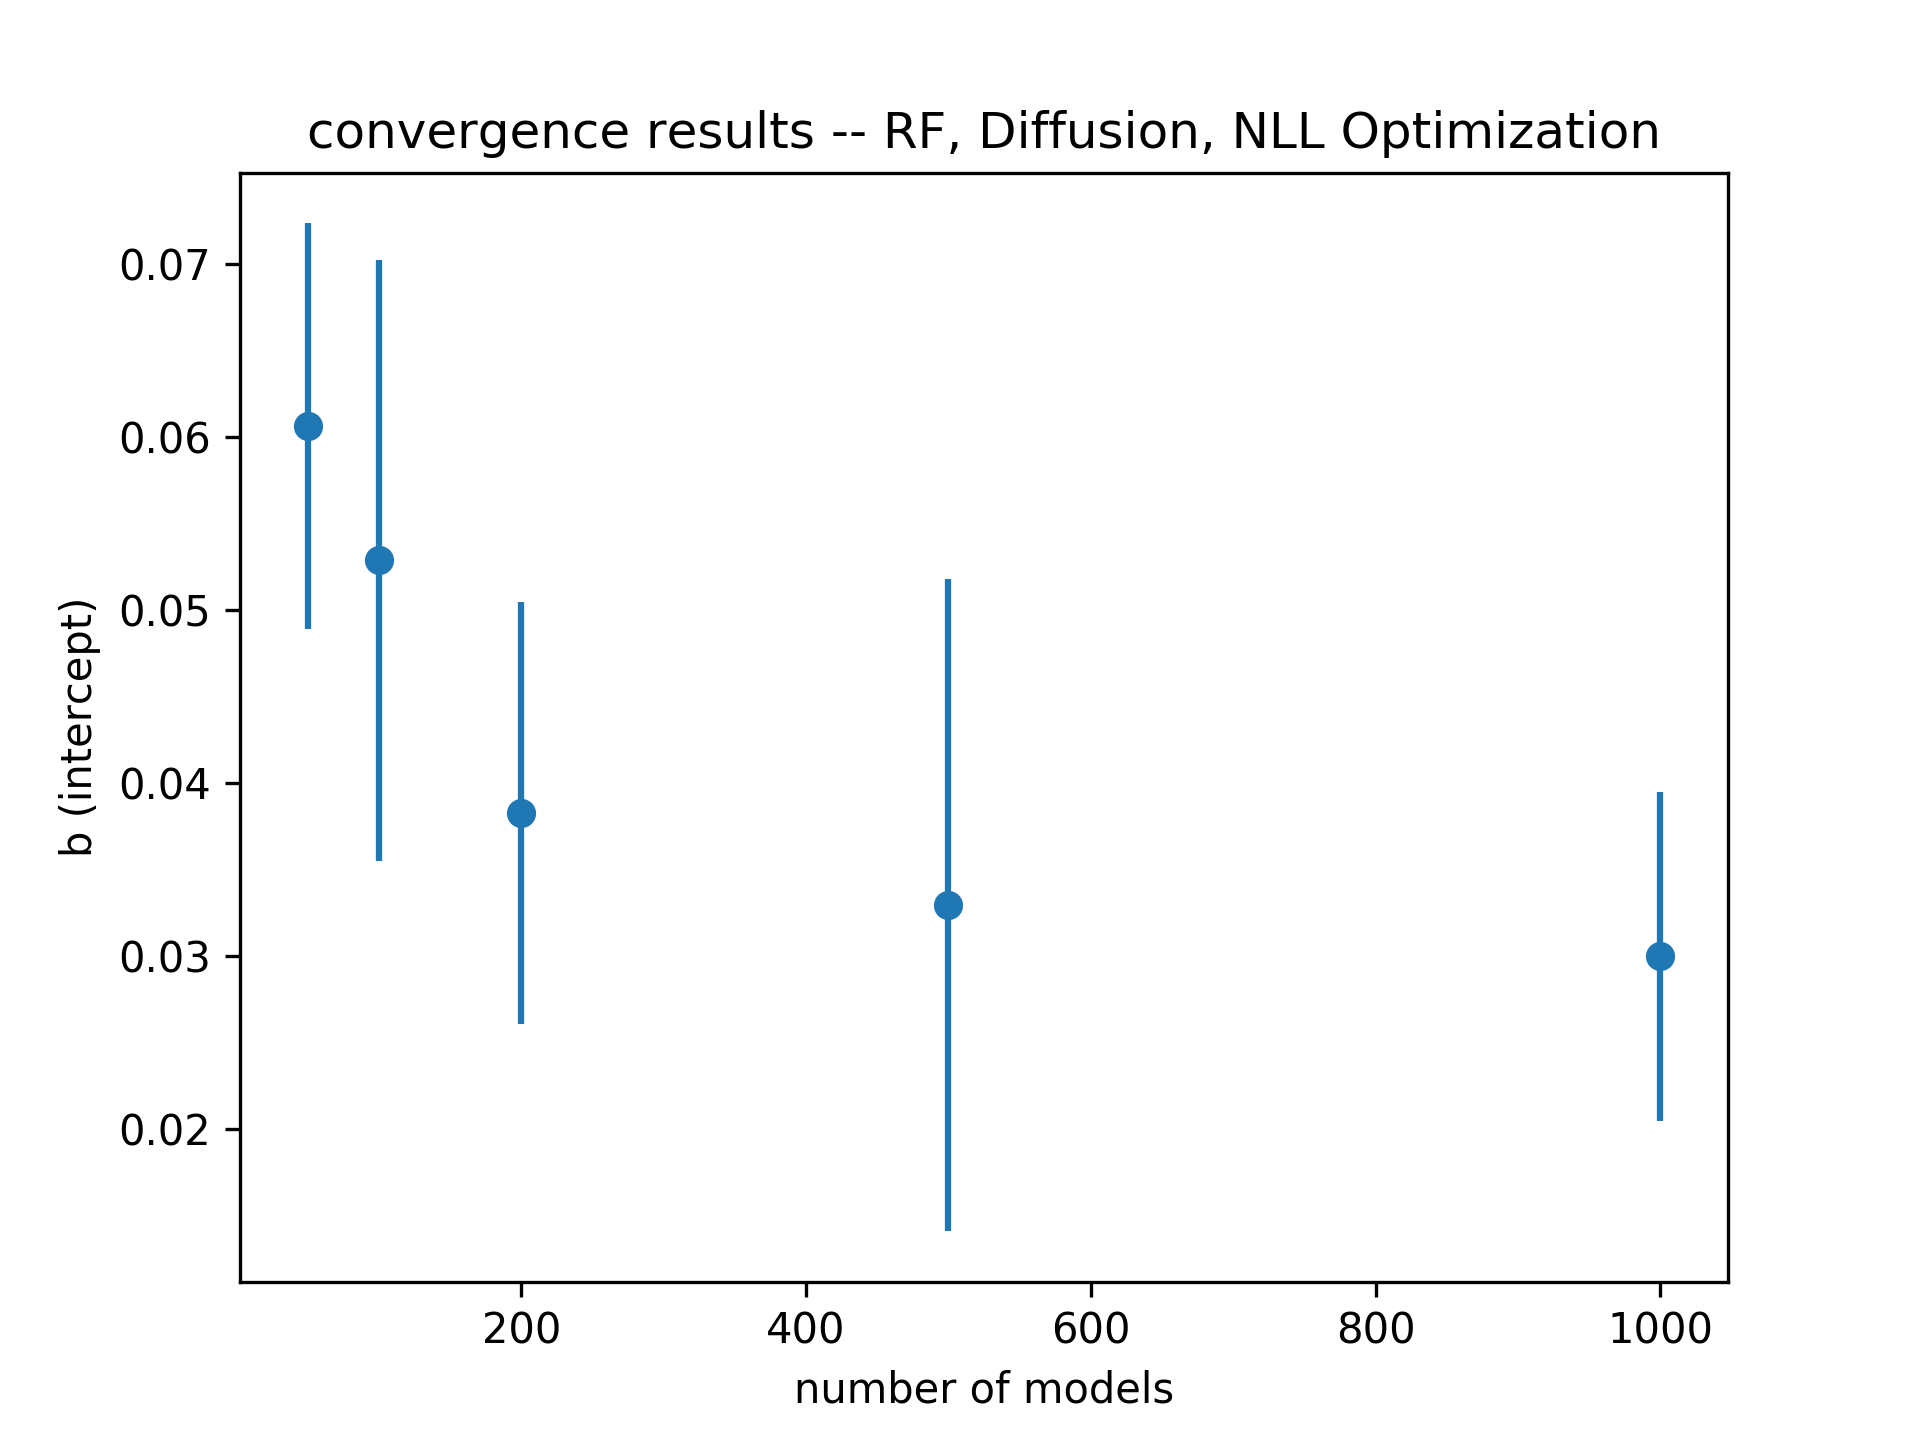 convergence results -- RF, Diffusion, NLL Optimization
0.07
0.06
0.05
0.04
0.03
0.02
b (intercept)
200 400 600 800 1000
number of models